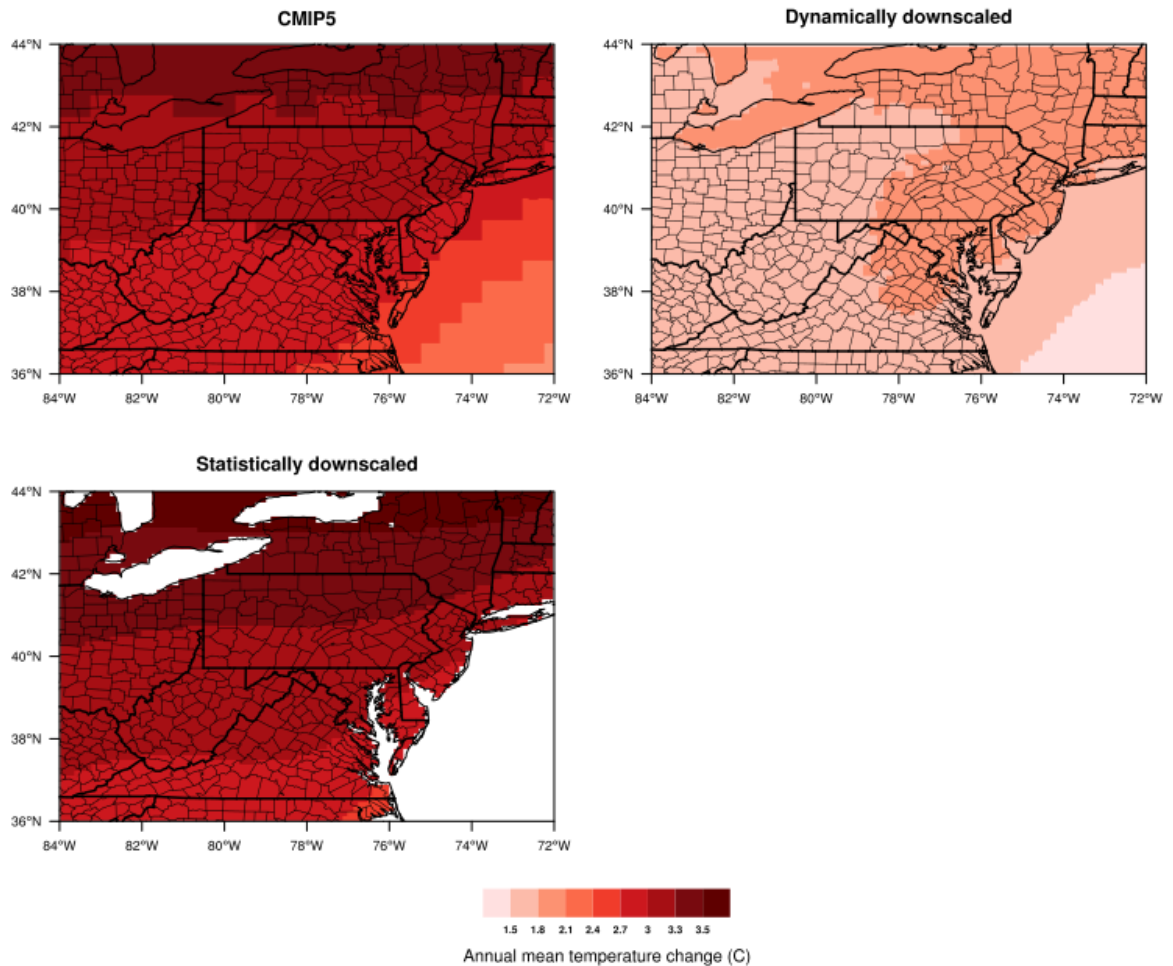 CMIP5
44°N
42°N
40°N
38°N
36°N
84°W 82°W 80°W 78°W 76°W 74°W 72°W
Dynamically downscaled
44°N
42°N
40°N
38°N
36°N
84°W 82°W 80°W 78°W 76°W 74°W 72°W
Statistically downscaled
44°N
42°N
40°N
38°N
36°N
84°W 82°W 80°W 78°W 76°W 74°W 72°W
1.5 1.8 2.1 2.4 2.7 3 3.3 3.5
Annual mean temperature change (C)